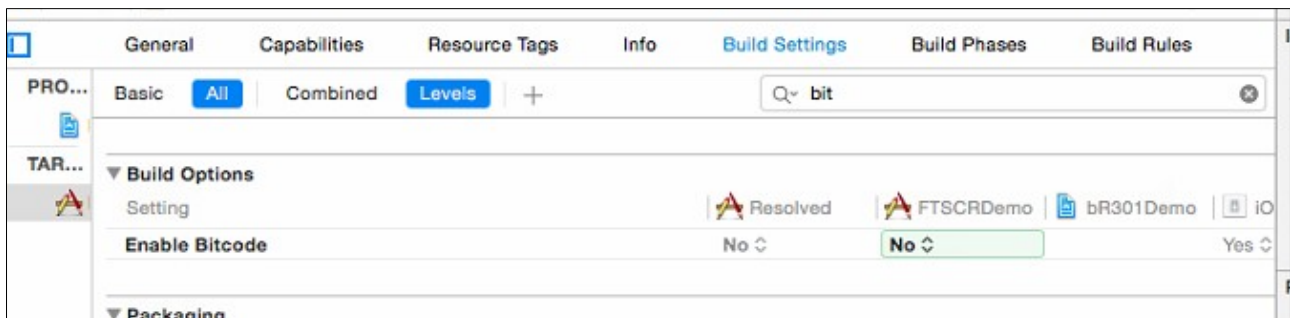 General Capabilities Resource Tags Info Build Settings Build Phases Build Rules
PRO...
Basic All Combined Levels + bit
TAR...
Build Options
Setting Resolved FTSCRDemo bR301Demo iO
Enable Bitcode No No Yes
Packaging